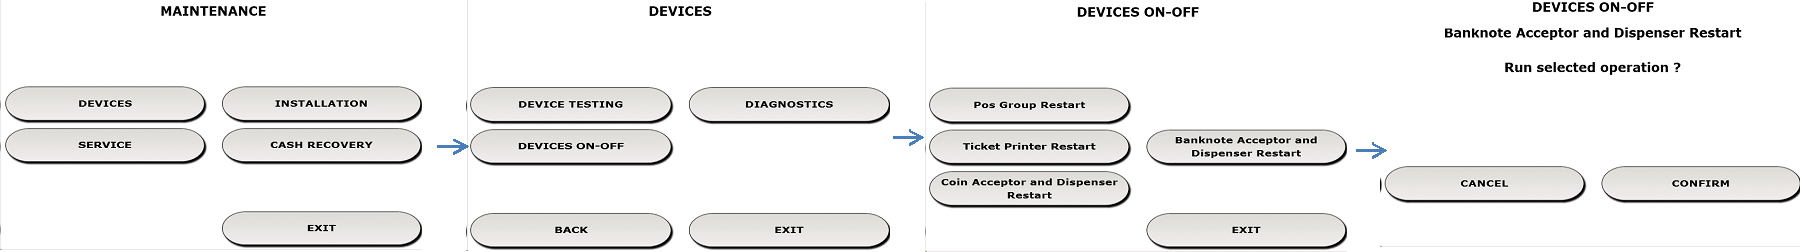 MAINTENANCE
DEVICES
INSTALLATION
SERVICE
CASH RECOVERY
EXIT
DEVICES
DEVICE TESTING
DIAGNOSTICS
DEVICES ON-OFF
BACK
EXIT
DEVICES ON-OFF
Pos Group Restart
Ticket Printer Restart
Banknote Acceptor and
Dispenser Restart
Coin Acceptor and Dispenser
Restart
EXIT
DEVICES ON-OFF
Banknote Acceptor and Dispenser Restart
Run selected operation ?
CANCEL
CONFIRM